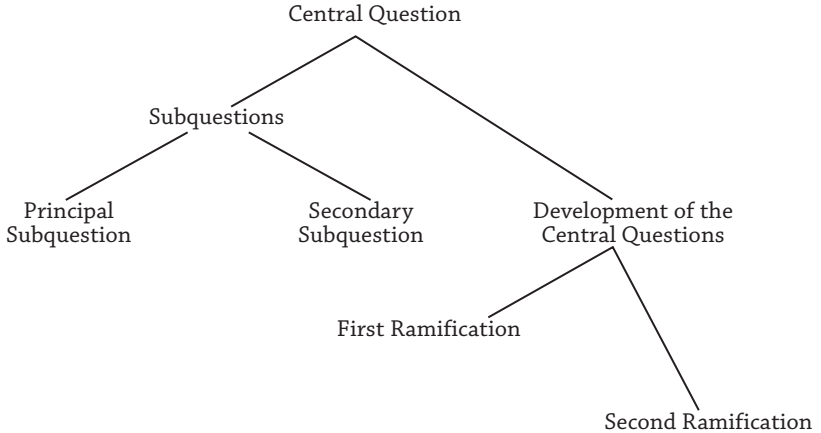 Central Question
Subquestions
Principal
Subquestion
Secondary
Subquestion
Development of the
Central Questions
First Ramification
Second Ramification